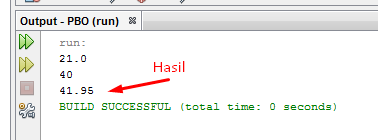 Output - PBO (run)
run:
21.0
40
41.95
Hasil
BUILD SUCCESSFUL (total time: 0 seconds)